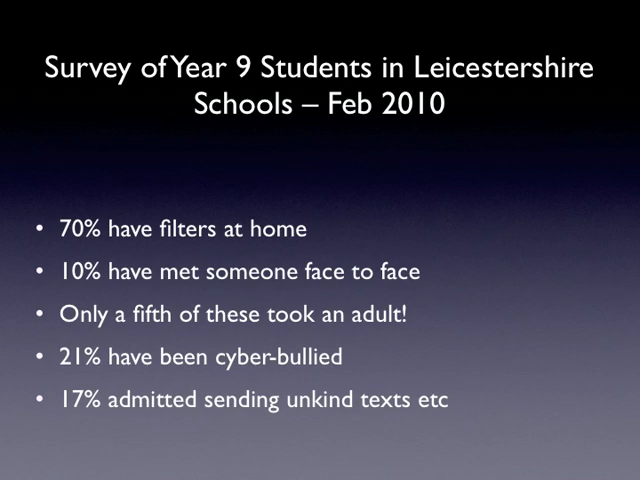 Survey of Year 9 Students in Leicestershire
Schools – Feb 2010
• 70% have filters at home
• 10% have met someone face to face
• Only a fifth of these took an adult!
• 21% have been cyber-bullied
• 17% admitted sending unkind texts etc